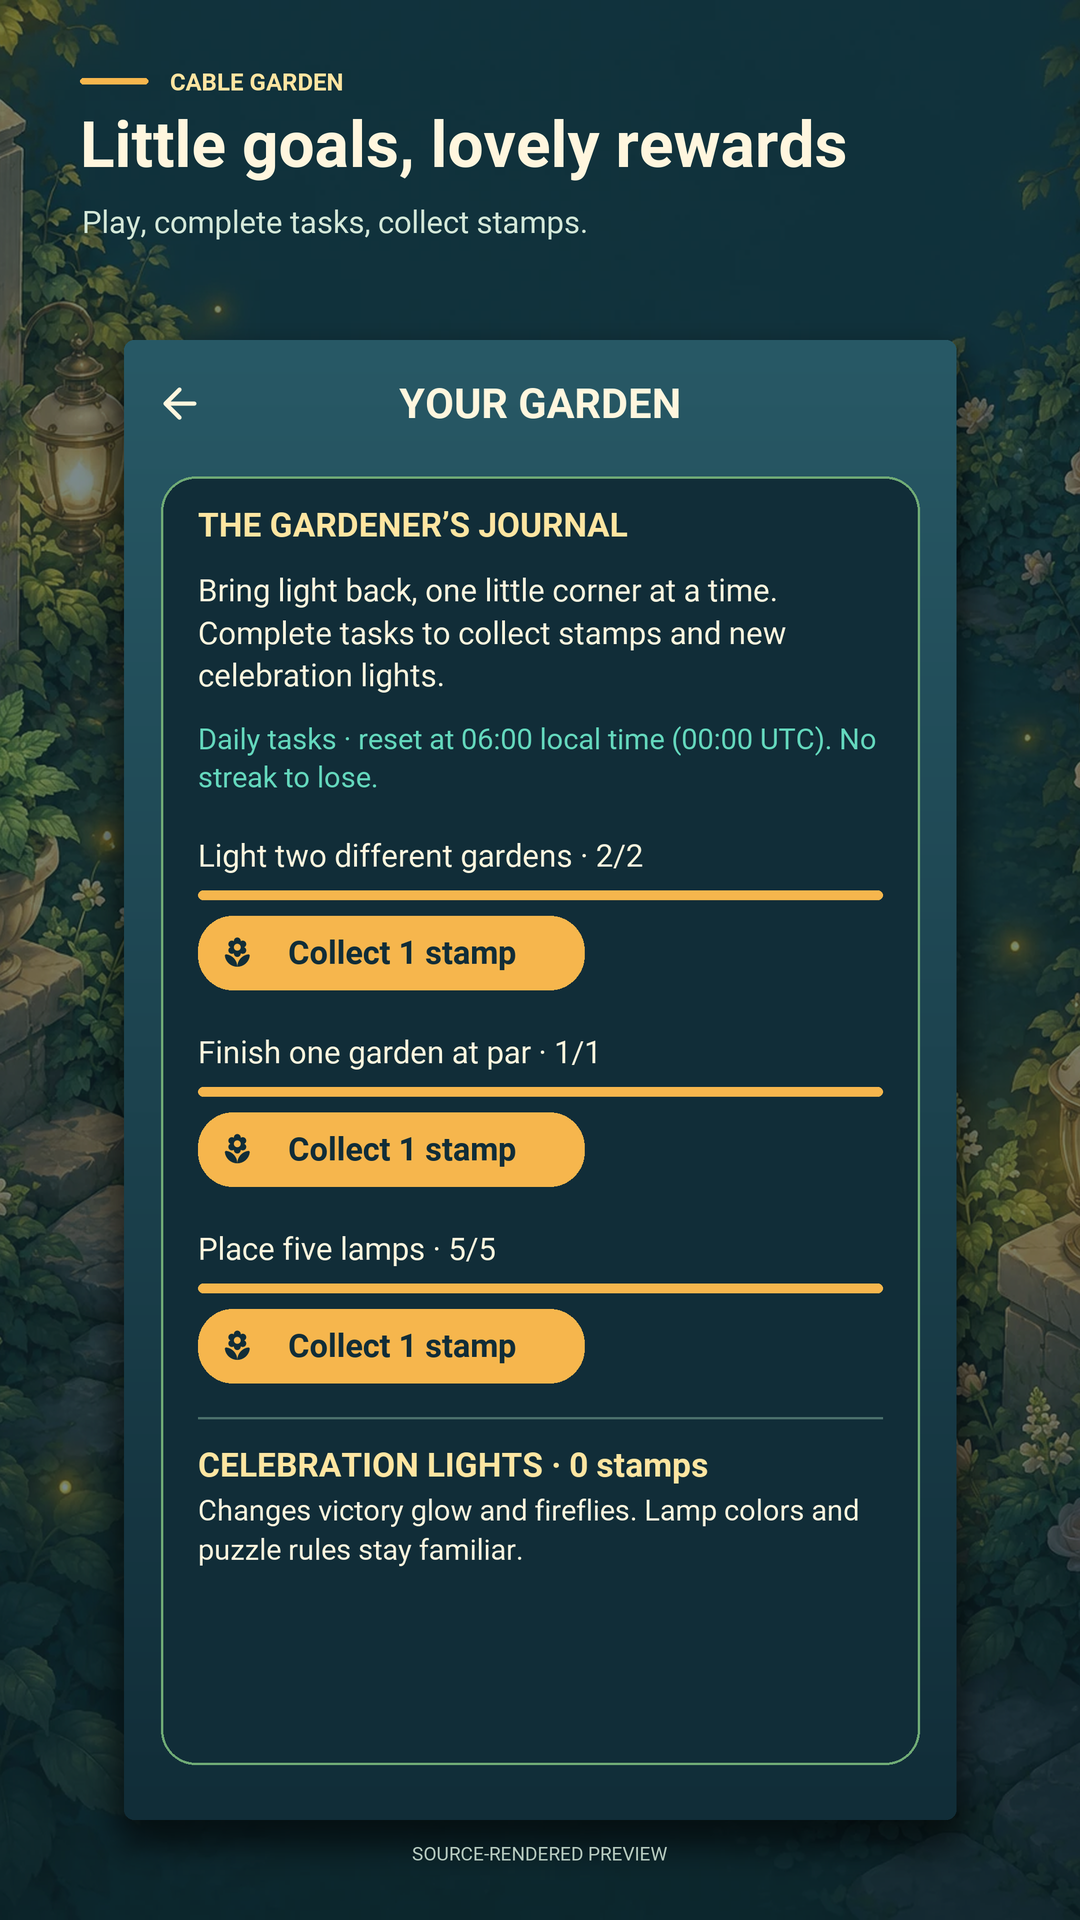 CABLE GARDEN
Little goals, lovely rewards
Play, complete tasks, collect stamps.
YOUR GARDEN
THE GARDENER’S JOURNAL
Bring light back, one little corner at a time.
Complete tasks to collect stamps and new
celebration lights.
Daily tasks · reset at 06:00 local time (00:00 UTC). No
streak to lose.
Light two different gardens · 2/2
Collect 1 stamp
Finish one garden at par · 1/1
Collect 1 stamp
Place five lamps · 5/5
Collect 1 stamp
CELEBRATION LIGHTS · 0 stamps
Changes victory glow and fireflies. Lamp colors and
puzzle rules stay familiar.
SOURCE-RENDERED PREVIEW